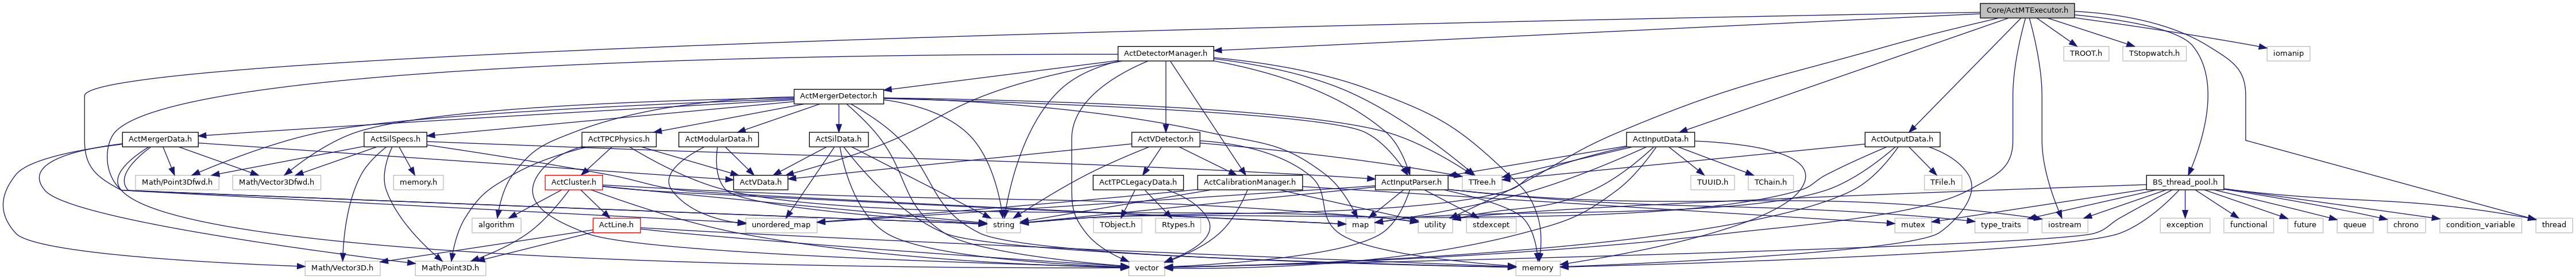 Core/ActMTExecutor.h
ActDetectorManager.h
TROOT.h
TStopwatch.h
iomanip
ActMergerDetector.h
ActMergerData.h
ActSilSpecs.h
ActTPCPhysics.h
ActModularData.h
ActSilData.h
ActVDetector.h
ActInputData.h
ActOutputData.h
Math/Point3Dfwd.h
Math/Vector3Dfwd.h
memory.h
ActCluster.h
ActVData.h
ActTPCLegacyData.h
ActCalibrationManager.h
ActInputParser.h
TTree.h
TUUID.h
TChain.h
TFile.h
BS_thread_pool.h
algorithm
ActLine.h
unordered_map
string
TObject.h
Rtypes.h
map
utility
stdexcept
mutex
type_traits
iostream
exception
functional
future
queue
chrono
condition_variable
thread
Math/Vector3D.h
Math/Point3D.h
vector
memory